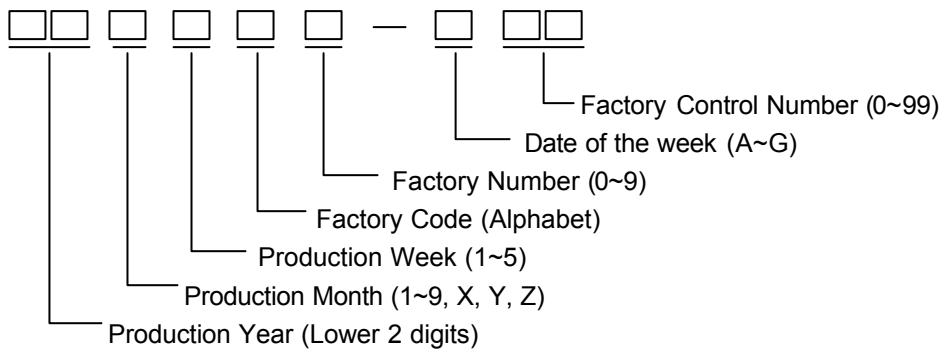 □□ □ □ □ □ — □ □□
Factory Control Number (0~99)
Date of the week (A~G)
Factory Number (0~9)
Factory Code (Alphabet)
Production Week (1~5)
Production Month (1~9, X, Y, Z)
Production Year (Lower 2 digits)